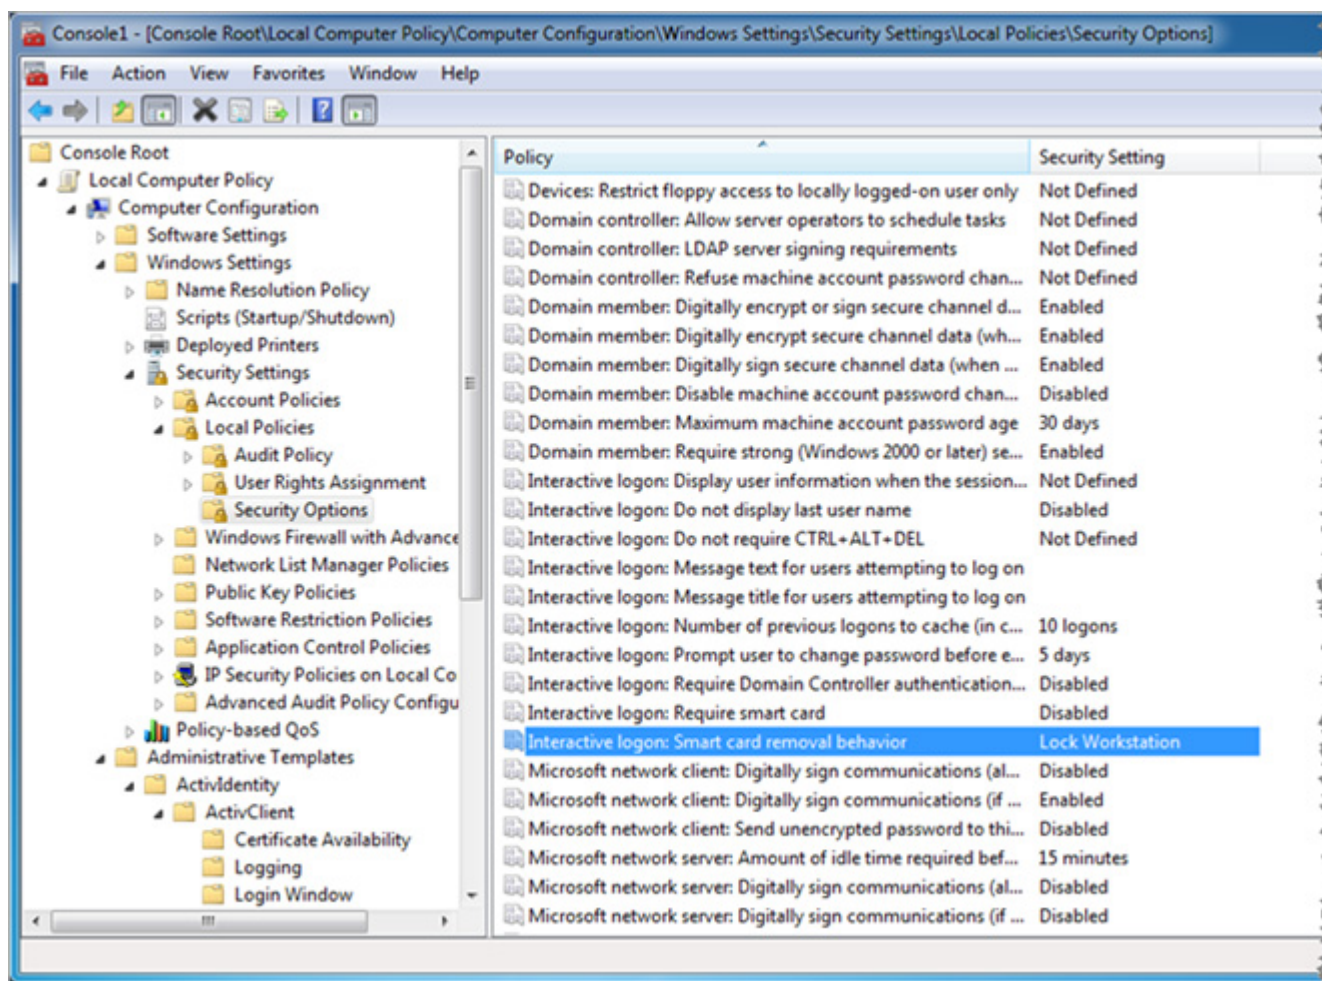 Console1 - [Console Root\Local Computer Policy\Computer Configuration\Windows Settings\Security Settings\Local Policies\Security Options]
File Action View Favorites Window Help
Console Root
Local Computer Policy
Computer Configuration
Software Settings
Windows Settings
Name Resolution Policy
Scripts (Startup/Shutdown)
Deployed Printers
Security Settings
Account Policies
Local Policies
Audit Policy
User Rights Assignment
Security Options
Windows Firewall with Advance
Network List Manager Policies
Public Key Policies
Software Restriction Policies
Application Control Policies
IP Security Policies on Local Co
Advanced Audit Policy Configu
Policy-based QoS
Administrative Templates
ActivIdentity
ActivClient
Certificate Availability
Logging
Login Window
Policy Security Setting
Devices: Restrict floppy access to locally logged-on user only Not Defined
Domain controller: Allow server operators to schedule tasks Not Defined
Domain controller: LDAP server signing requirements Not Defined
Domain controller: Refuse machine account password chan... Not Defined
Domain member: Digitally encrypt or sign secure channel d... Enabled
Domain member: Digitally encrypt secure channel data (wh... Enabled
Domain member: Digitally sign secure channel data (when ... Enabled
Domain member: Disable machine account password chan... Disabled
Domain member: Maximum machine account password age 30 days
Domain member: Require strong (Windows 2000 or later) se... Enabled
Interactive logon: Display user information when the session... Not Defined
Interactive logon: Do not display last user name Disabled
Interactive logon: Do not require CTRL+ALT+DEL Not Defined
Interactive logon: Message text for users attempting to log on
Interactive logon: Message title for users attempting to log on
Interactive logon: Number of previous logons to cache (in c... 10 logons
Interactive logon: Prompt user to change password before e... 5 days
Interactive logon: Require Domain Controller authentication... Disabled
Interactive logon: Require smart card Disabled
Interactive logon: Smart card removal behavior Lock Workstation
Microsoft network client: Digitally sign communications (al... Disabled
Microsoft network client: Digitally sign communications (if ... Enabled
Microsoft network client: Send unencrypted password to thi... Disabled
Microsoft network server: Amount of idle time required bef... 15 minutes
Microsoft network server: Digitally sign communications (al... Disabled
Microsoft network server: Digitally sign communications (if ... Disabled